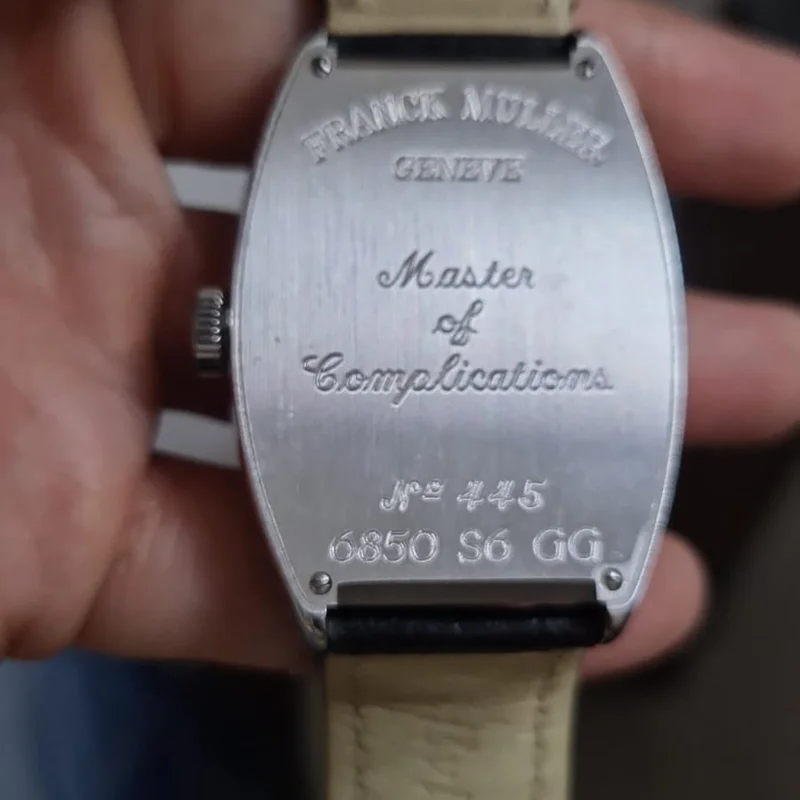 FRANCK MULLER
GENEVE
Master
of
Complications
Nº 445
6850 S6 GG